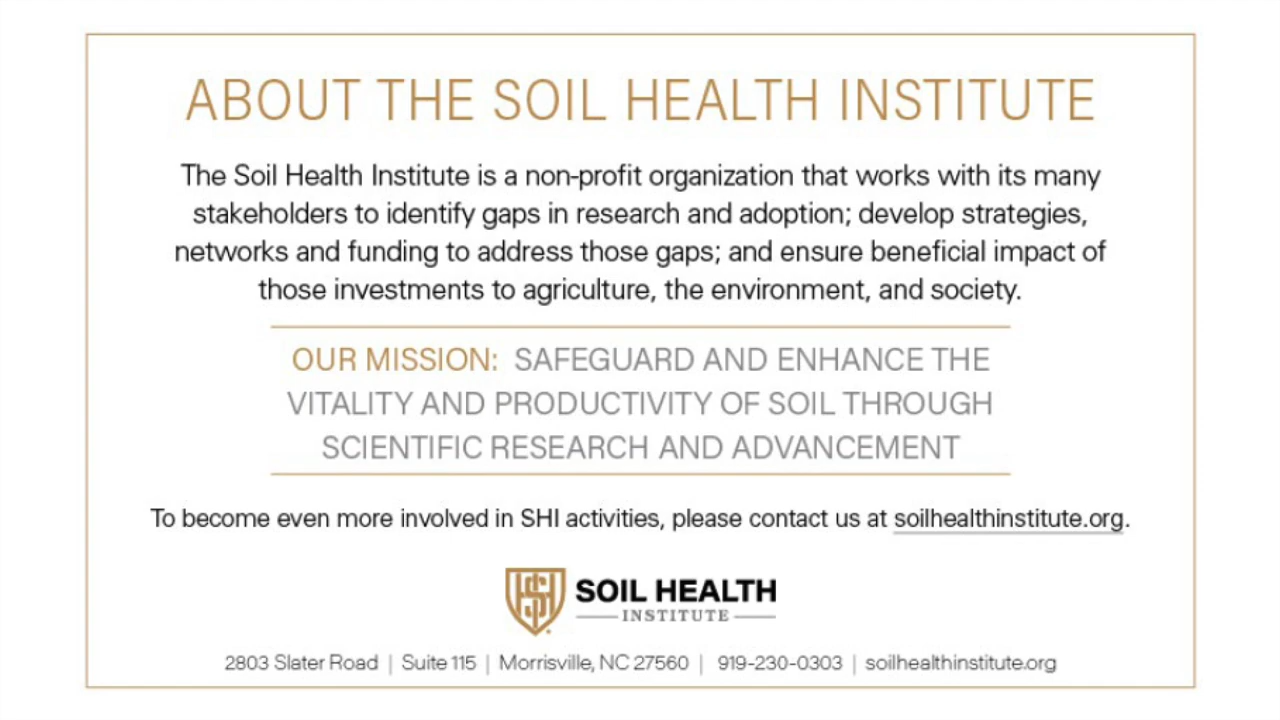 ABOUT THE SOIL HEALTH INSTITUTE
The Soil Health Institute is a non-profit organization that works with its many
stakeholders to identify gaps in research and adoption; develop strategies,
networks and funding to address those gaps; and ensure beneficial impact of
those investments to agriculture, the environment, and society.
OUR MISSION: SAFEGUARD AND ENHANCE THE
VITALITY AND PRODUCTIVITY OF SOIL THROUGH
SCIENTIFIC RESEARCH AND ADVANCEMENT
To become even more involved in SHI activities, please contact us at soilhealthinstitute.org.
SHI
SOIL HEALTH
INSTITUTE
2803 Slater Road | Suite 115 | Morrisville, NC 27560 | 919-230-0303 | soilhealthinstitute.org